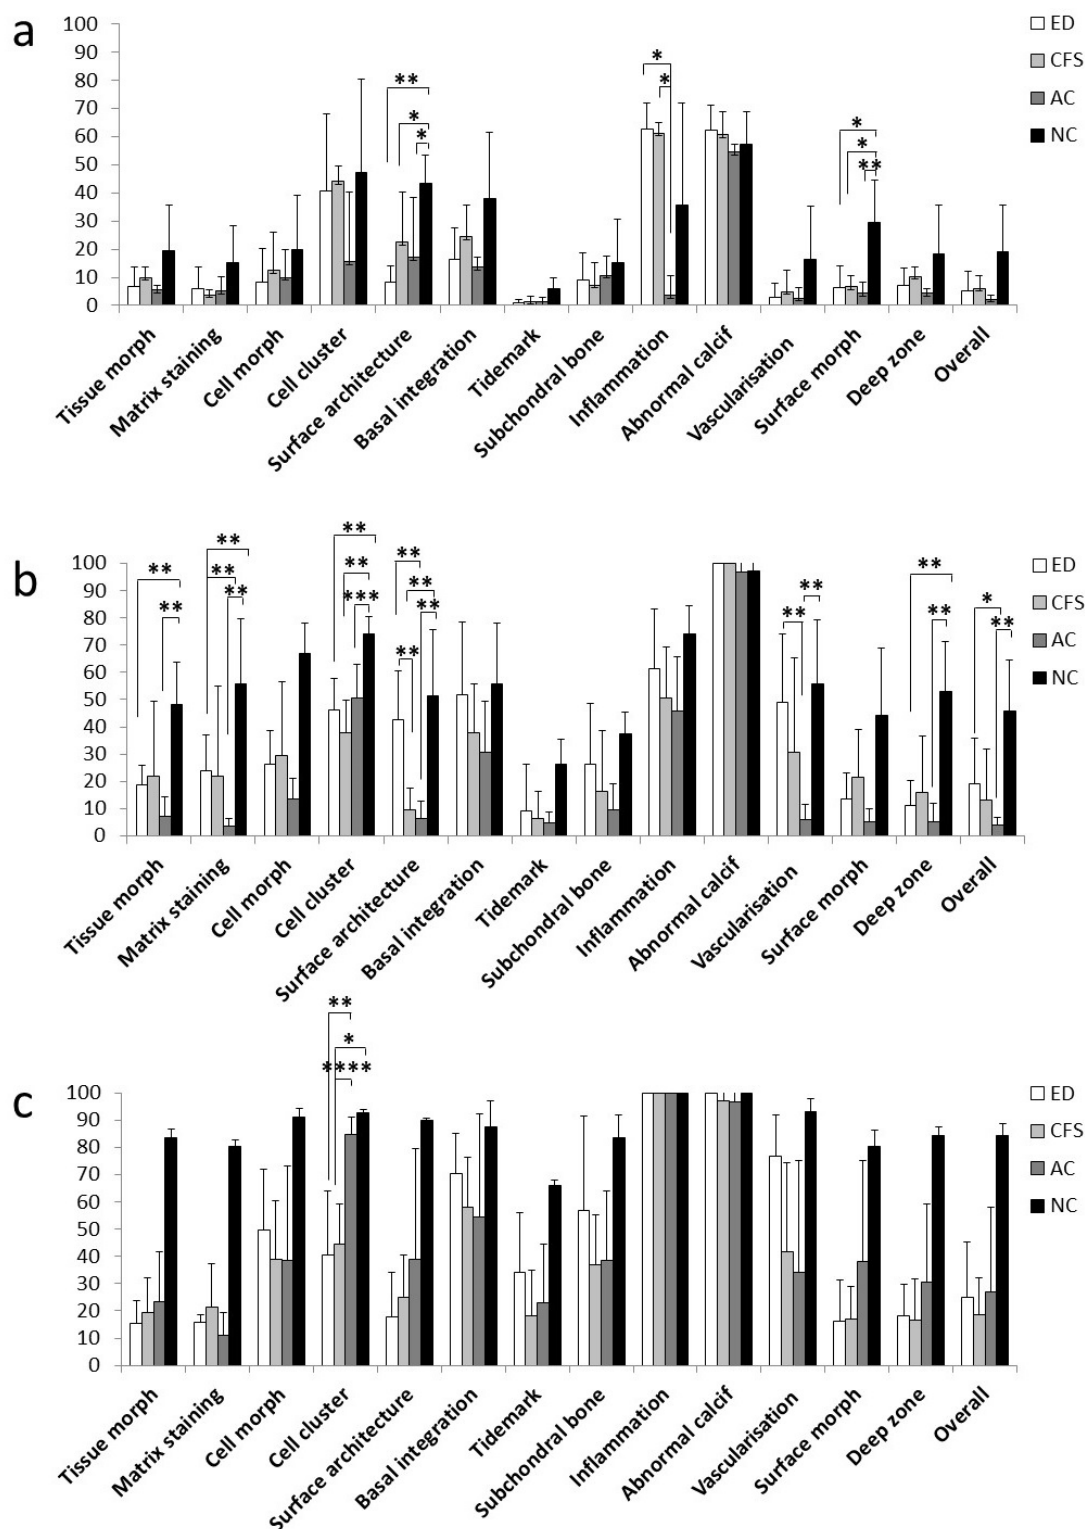 a
100
90
80
70
60
50
40
30
20
10
0
**
*
*
*
*
*
*
**
ED
CFS
AC
NC
Tissue morph
Matrix staining
Cell morph
Cell cluster
Surface architecture
Basal integration
Tidemark
Subchondral bone
Inflammation
Abnormal calcif
Vascularisation
Surface morph
Deep zone
Overall
b
100
90
80
70
60
50
40
30
20
10
0
**
**
**
**
**
**
**
***
**
**
**
**
**
**
**
**
*
**
ED
CFS
AC
NC
Tissue morph
Matrix staining
Cell morph
Cell cluster
Surface architecture
Basal integration
Tidemark
Subchondral bone
Inflammation
Abnormal calcif
Vascularisation
Surface morph
Deep zone
Overall
c
100
90
80
70
60
50
40
30
20
10
0
**
*
****
ED
CFS
AC
NC
Tissue morph
Matrix staining
Cell morph
Cell cluster
Surface architecture
Basal integration
Tidemark
Subchondral bone
Inflammation
Abnormal calcif
Vascularisation
Surface morph
Deep zone
Overall